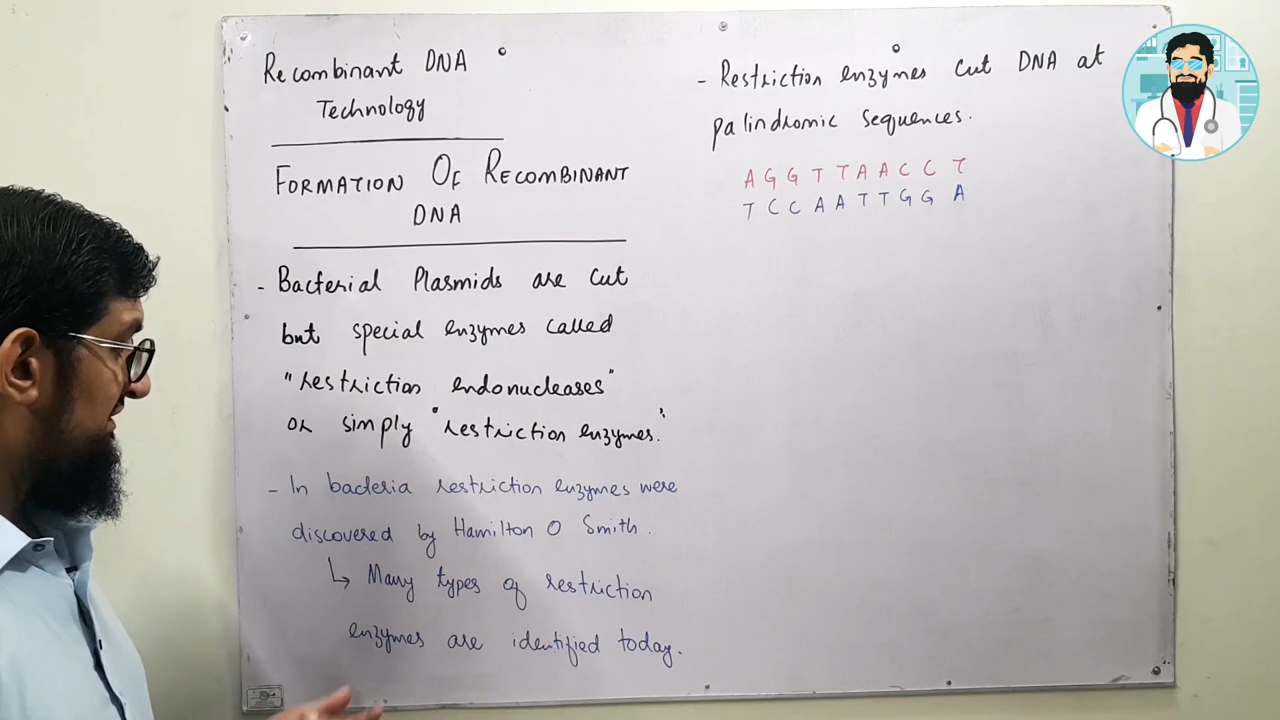 Recombinant DNA
Technology
FORMATION OF RECOMBINANT
DNA
- Bacterial Plasmids are cut
but special enzymes called
"restriction endonucleases"
or simply "restriction enzymes."
- In bacteria restriction enzymes were
discovered by Hamilton O Smith.
↳ Many types of restriction
enzymes are identified today.
- Restriction enzymes cut DNA at
palindromic sequences.
A G G T T A A C C T
T C C A A T T G G A